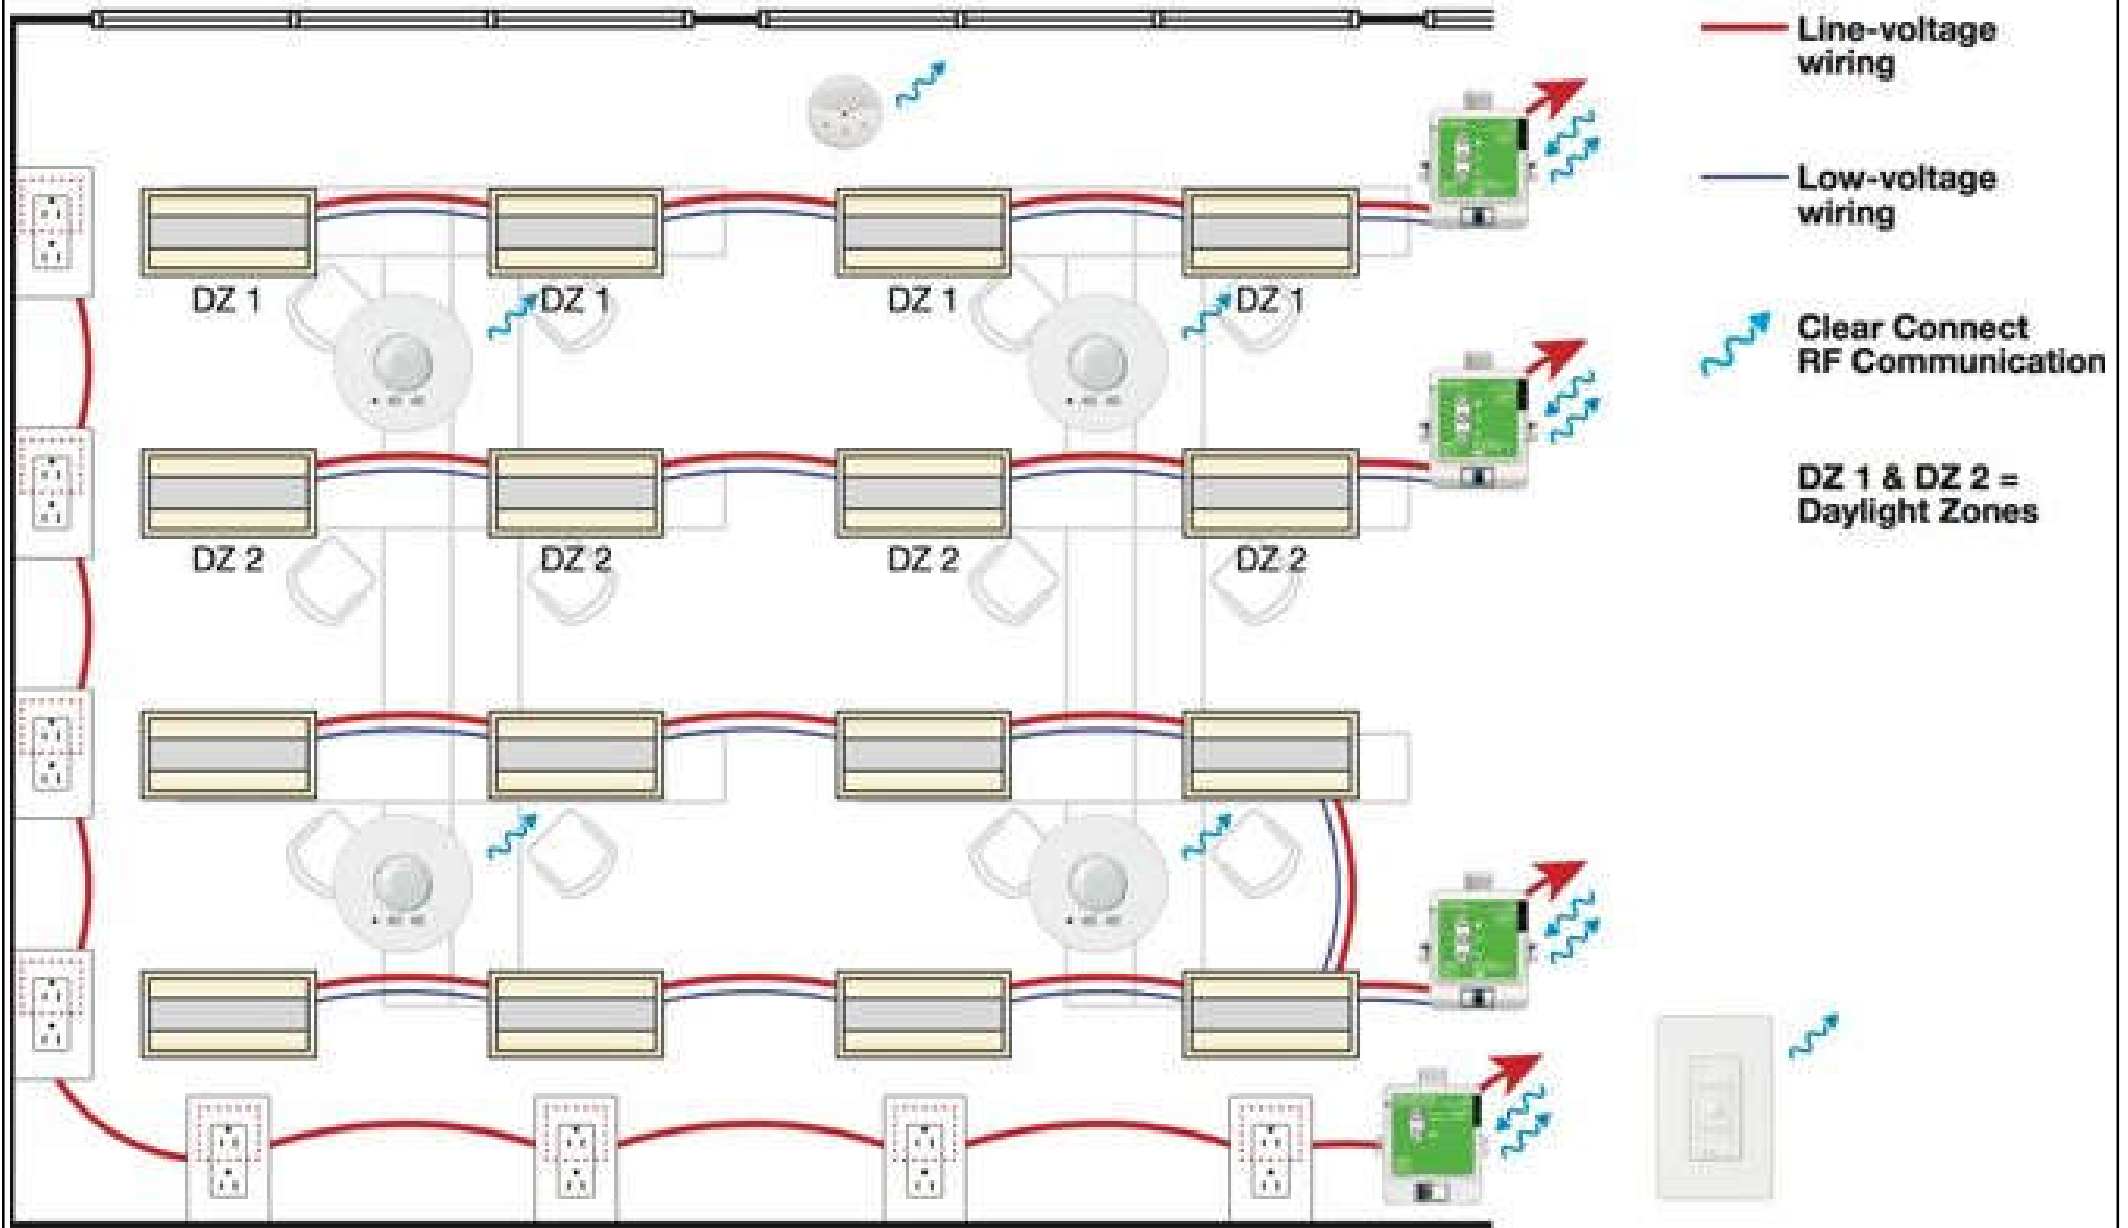 Line-voltage
wiring
Low-voltage
wiring
Clear Connect
RF Communication
DZ 1 & DZ 2 =
Daylight Zones
DZ 1
DZ 1
DZ 1
DZ 1
DZ 2
DZ 2
DZ 2
DZ 2